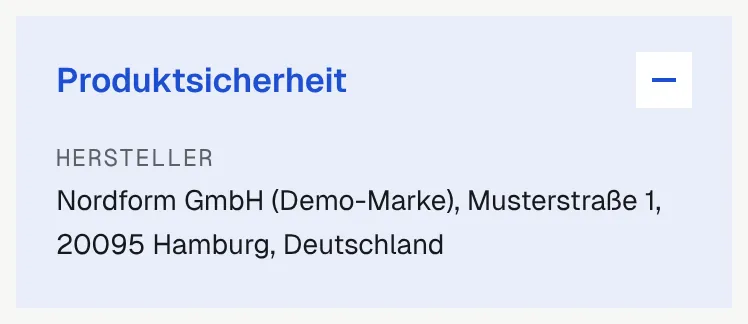 Produktsicherheit
HERSTELLER
Nordform GmbH (Demo-Marke), Musterstraße 1,
20095 Hamburg, Deutschland